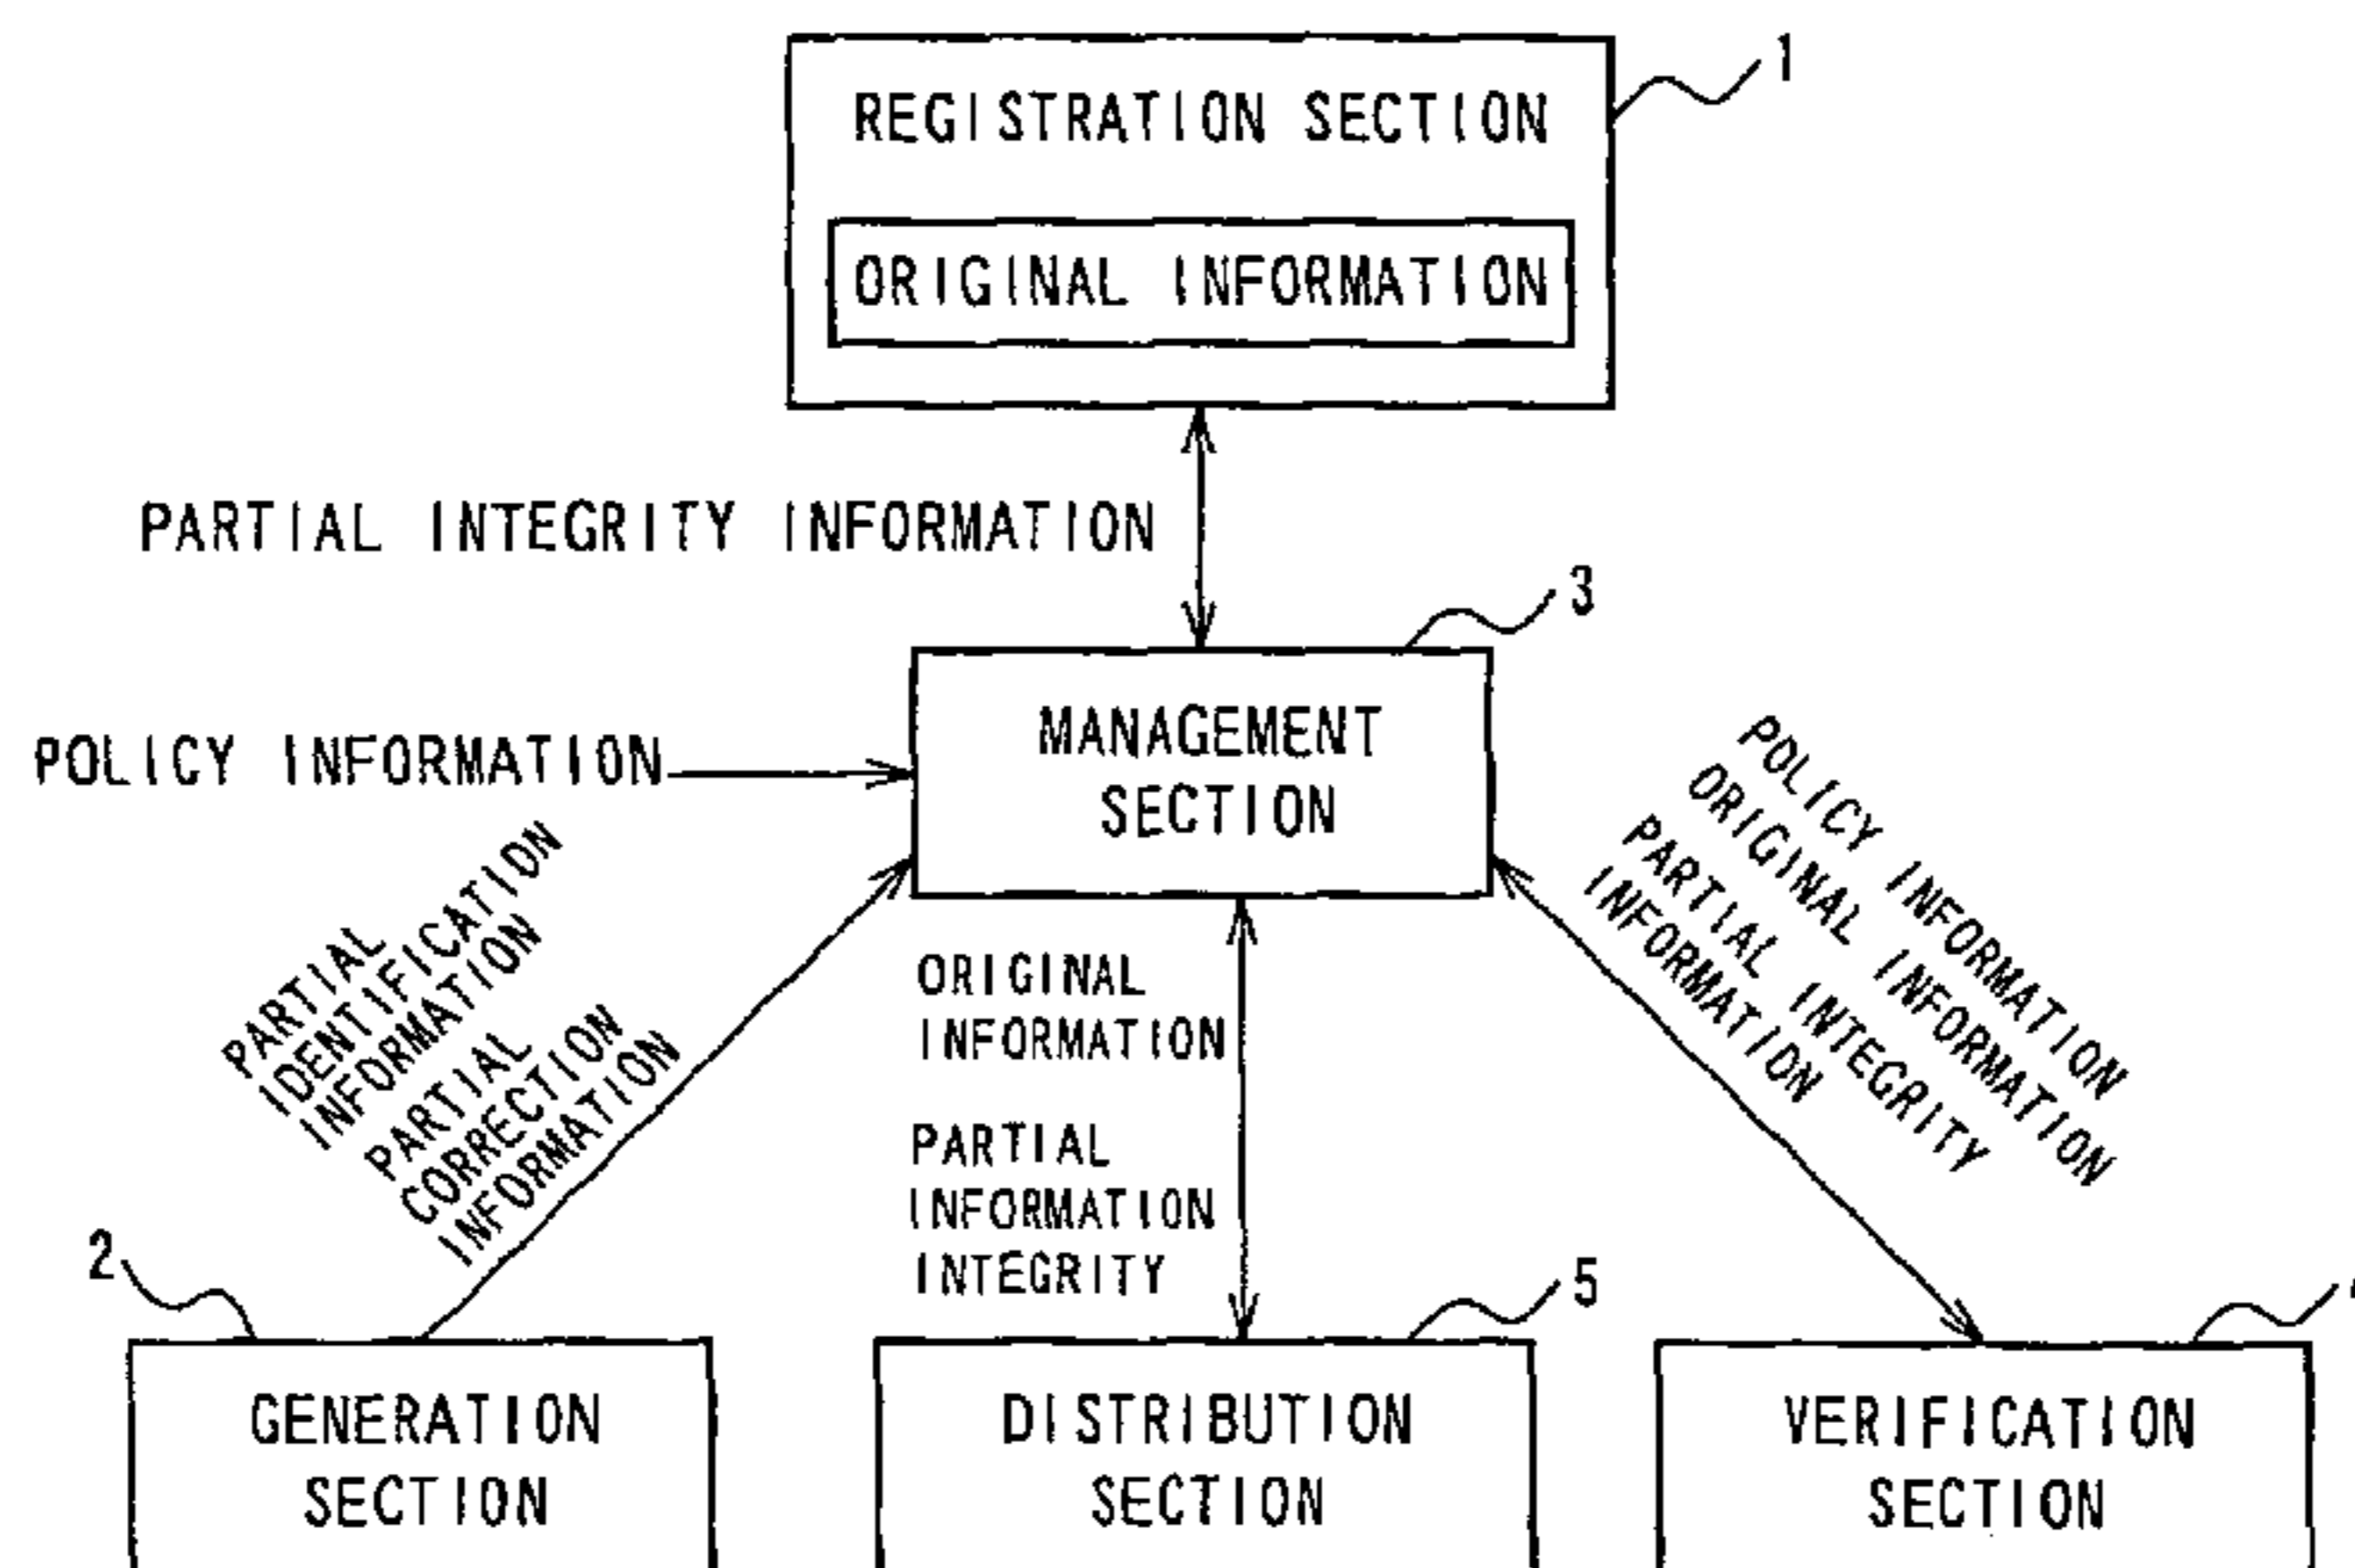 1
REGISTRATION SECTION
ORIGINAL INFORMATION
PARTIAL INTEGRITY INFORMATION
3
MANAGEMENT
SECTION
POLICY INFORMATION
PARTIAL
IDENTIFICATION
INFORMATION
PARTIAL
CORRECTION
INFORMATION
ORIGINAL
INFORMATION
PARTIAL
INFORMATION
INTEGRITY
POLICY INFORMATION
ORIGINAL INFORMATION
PARTIAL INTEGRITY
INFORMATION
2
GENERATION
SECTION
5
DISTRIBUTION
SECTION
VERIFICATION
SECTION